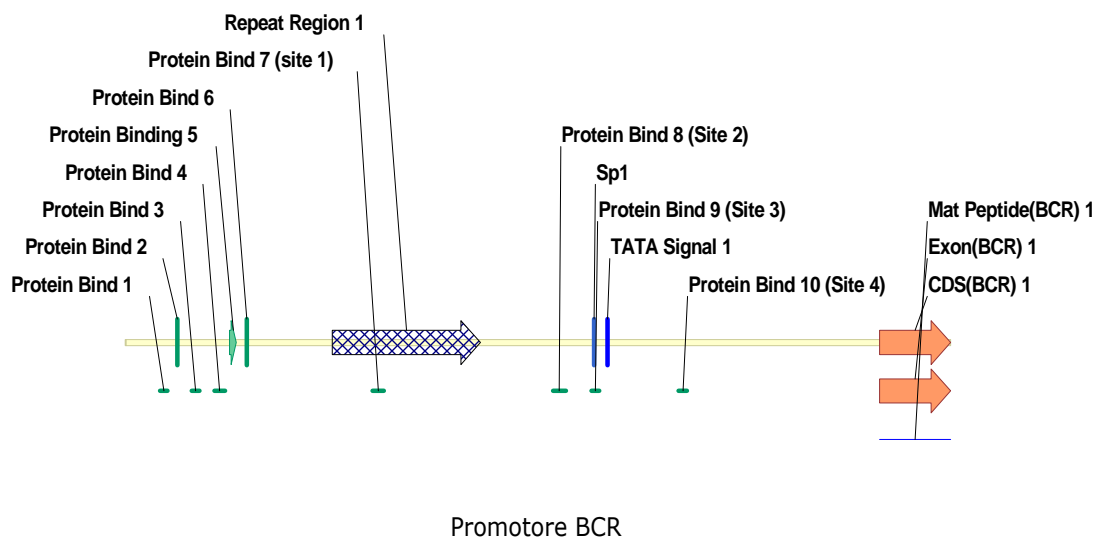 Repeat Region 1
Protein Bind 7 (site 1)
Protein Bind 6
Protein Binding 5
Protein Bind 8 (Site 2)
Protein Bind 4
Sp1
Protein Bind 3
Protein Bind 9 (Site 3)
Mat Peptide(BCR) 1
Protein Bind 2
TATA Signal 1
Exon(BCR) 1
Protein Bind 1
Protein Bind 10 (Site 4)
CDS(BCR) 1
Promotore BCR